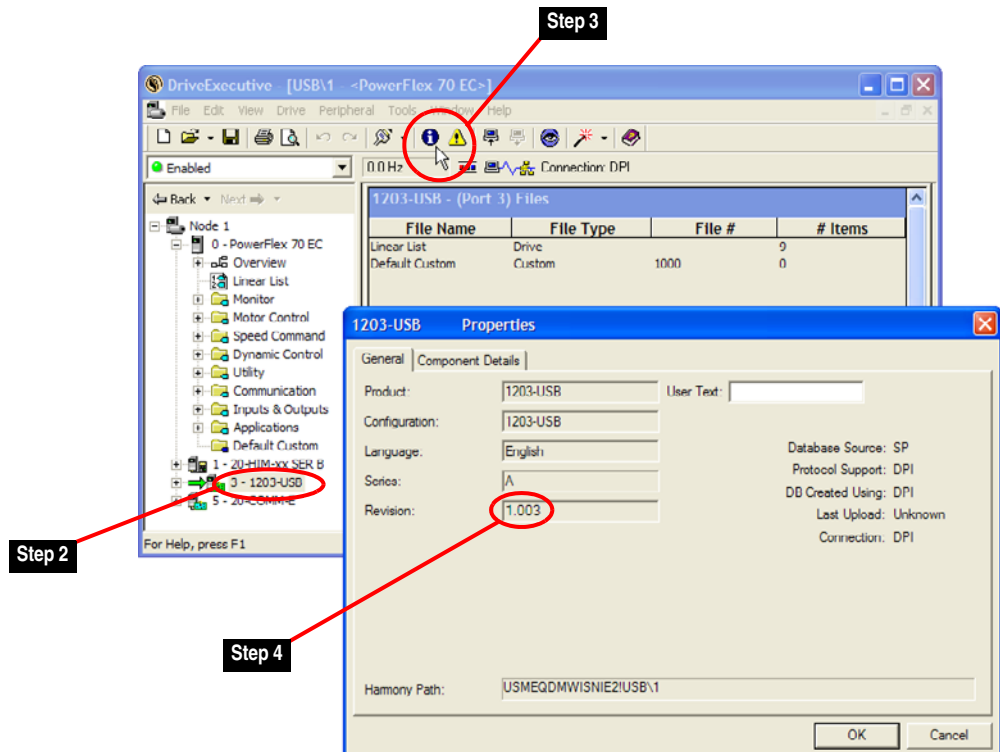 Step 3
DriveExecutive - [USB\1 - <PowerFlex 70 EC>]
File Edit View Drive Peripheral Tools Window Help
Enabled
0.0 Hz
Connection: DPI
Back Next
1203-USB - (Port 3) Files
File Name File Type File # # Items
Linear List Drive 9
Default Custom Custom 1000 0
Node 1
0 - PowerFlex 70 EC
Overview
Linear List
Monitor
Motor Control
Speed Command
Dynamic Control
Utility
Communication
Inputs & Outputs
Applications
Default Custom
1 - 20-HIM-xx SER B
3 - 1203-USB
5 - 20-COMM-E
For Help, press F1
Step 2
1203-USB Properties
General Component Details
Product: 1203-USB User Text:
Configuration: 1203-USB
Language: English
Series: A
Revision: 1.003
Database Source: SP
Protocol Support: DPI
DB Created Using: DPI
Last Upload: Unknown
Connection: DPI
Step 4
Harmony Path: USMEQDMWISNIE2!USB\1
OK Cancel